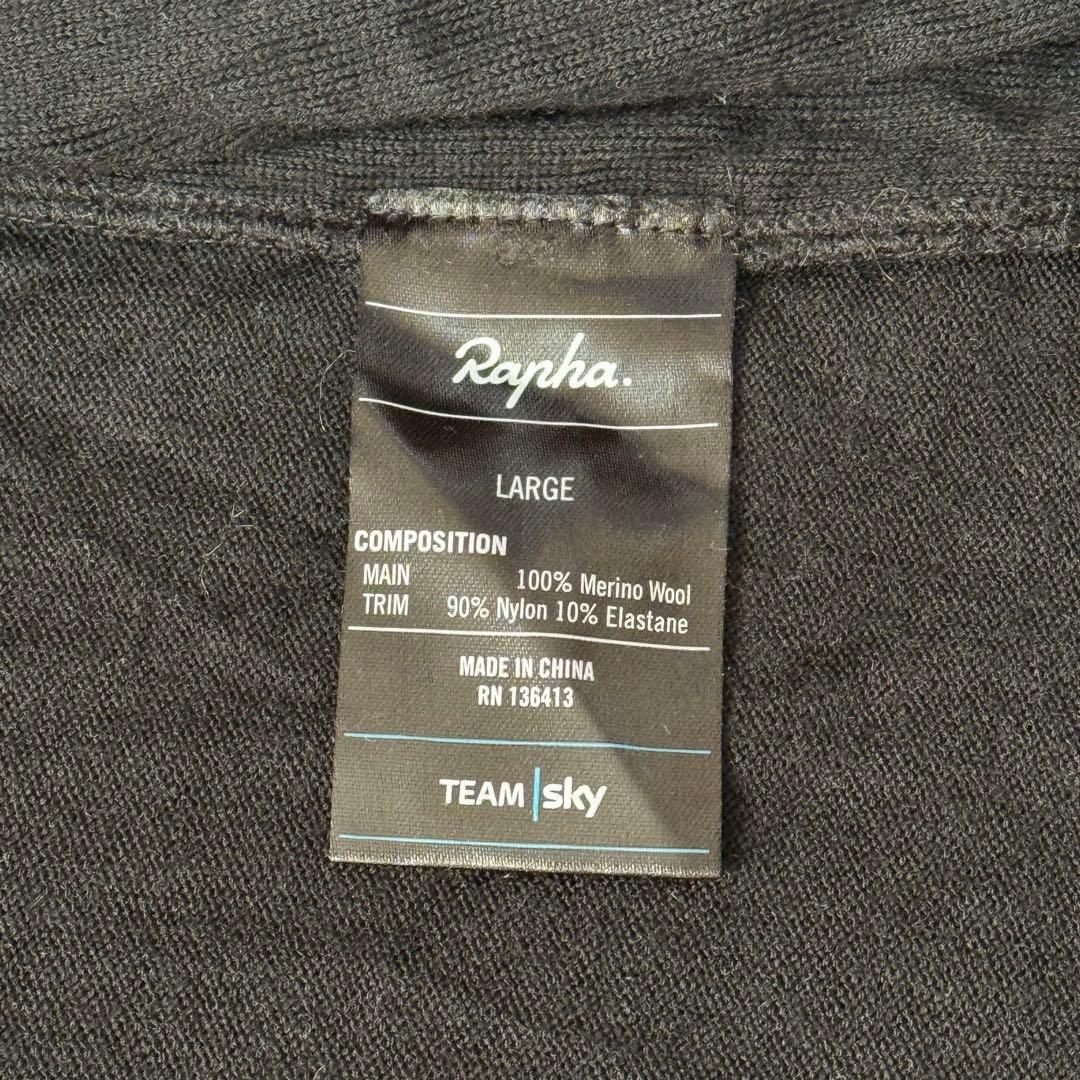 Rapha.
LARGE
COMPOSITION
MAIN 100% Merino Wool
TRIM 90% Nylon 10% Elastane
MADE IN CHINA
RN 136413
TEAM sky